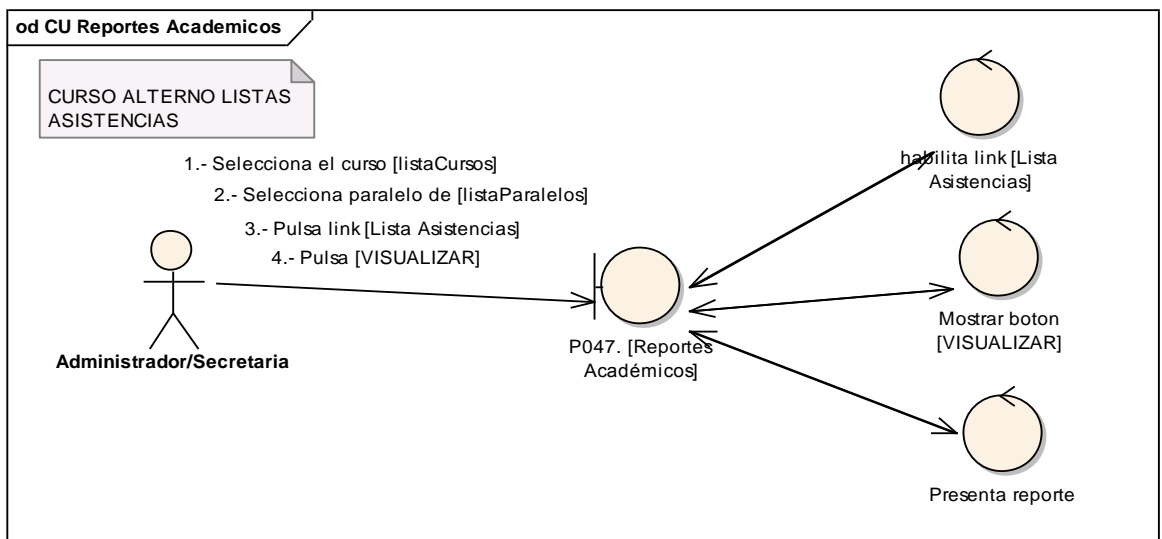 od CU Reportes Academicos
CURSO ALTERNO LISTAS
ASISTENCIAS
1.- Selecciona el curso [listaCursos]
2.- Selecciona paralelo de [listaParalelos]
3.- Pulsa link [Lista Asistencias]
4.- Pulsa [VISUALIZAR]
Administrador/Secretaria
P047. [Reportes
Académicos]
habilita link [Lista
Asistencias]
Mostrar boton
[VISUALIZAR]
Presenta reporte